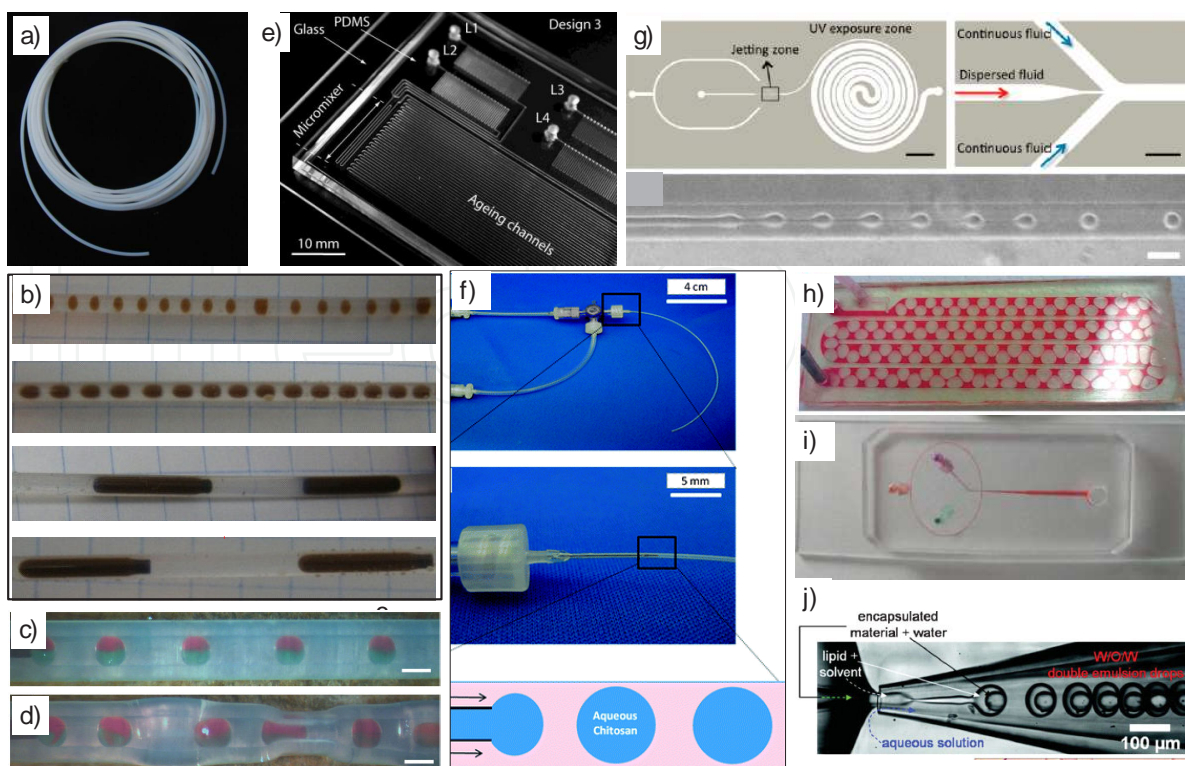 a)
e)
PDMS
Glass
L1
L2
Design 3
L3
L4
Micromixer
Ageing channels
10 mm
g)
Jetting zone
UV exposure zone
Continuous fluid
Dispersed fluid
Continuous fluid
b)
f)
4 cm
5 mm
Aqueous
Chitosan
h)
i)
c)
d)
j)
encapsulated
material + water
lipid +
solvent
W/O/W
double emulsion drops
aqueous solution
100 µm